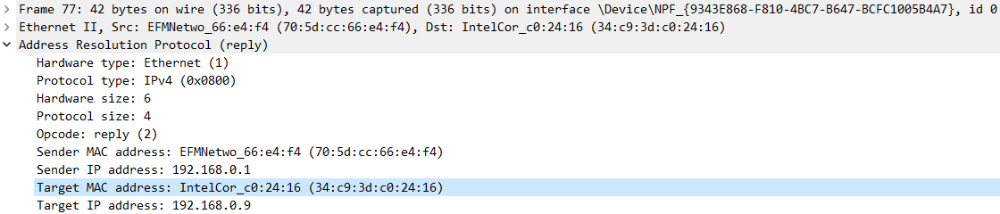 Frame 77: 42 bytes on wire (336 bits), 42 bytes captured (336 bits) on interface \Device\NPF_{9343E868-F810-4BC7-B647-BCFC1005B4A7}, id 0
Ethernet II, Src: EFMNetwo_66:e4:f4 (70:5d:cc:66:e4:f4), Dst: IntelCor_c0:24:16 (34:c9:3d:c0:24:16)
Address Resolution Protocol (reply)
Hardware type: Ethernet (1)
Protocol type: IPv4 (0x0800)
Hardware size: 6
Protocol size: 4
Opcode: reply (2)
Sender MAC address: EFMNetwo_66:e4:f4 (70:5d:cc:66:e4:f4)
Sender IP address: 192.168.0.1
Target MAC address: IntelCor_c0:24:16 (34:c9:3d:c0:24:16)
Target IP address: 192.168.0.9